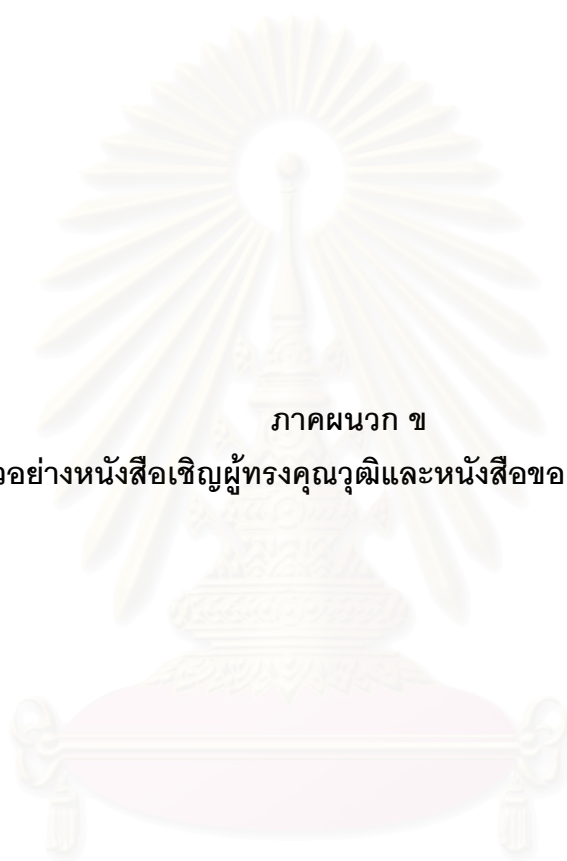 ภาคผนวก ข
วอย่างหนังสือเชิญผู้ทรงคุณวุฒิและหนังสือขอ